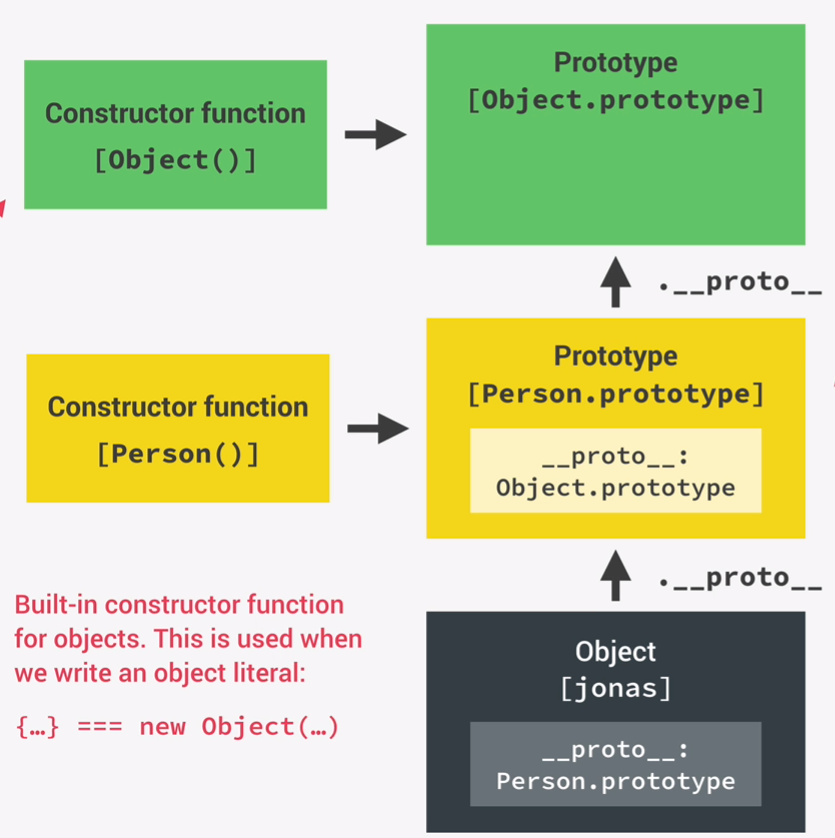 Constructor function
[Object()]
Prototype
[Object.prototype]
.__proto__
Constructor function
[Person()]
Prototype
[Person.prototype]
__proto__:
Object.prototype
.__proto__
Built-in constructor function
for objects. This is used when
we write an object literal:
{…} === new Object(…)
Object
[jonas]
__proto__:
Person.prototype